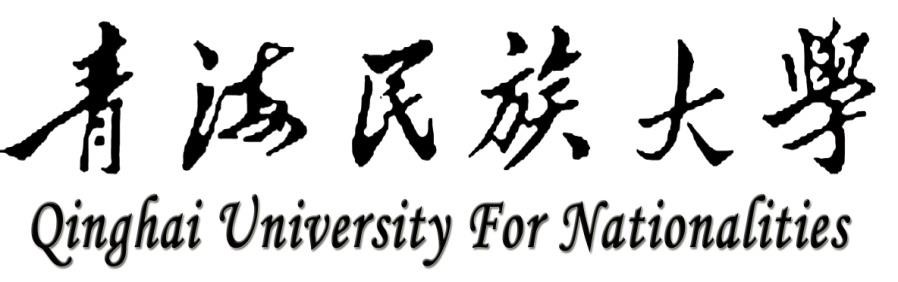 青海民族大學
Qinghai University For Nationalities